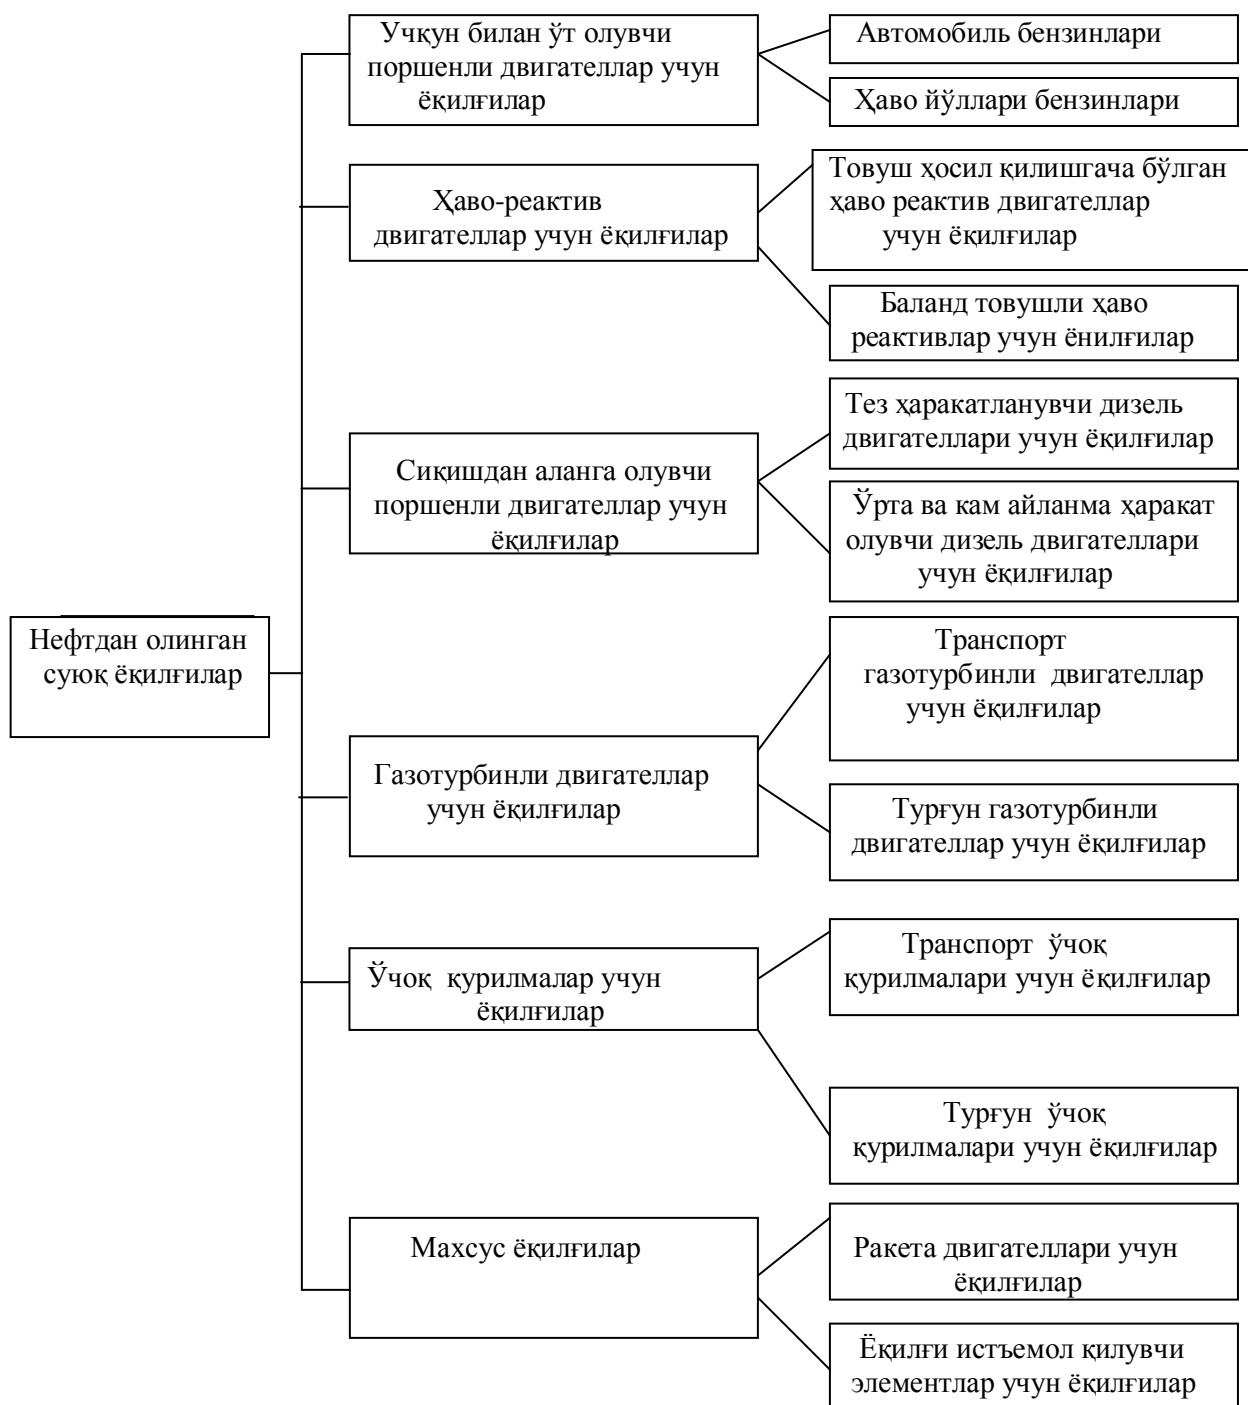 Нефтдан олинган
суюқ ёқилғилар
Учқун билан ўт олувчи
поршенли двигателлар учун
ёқилғилар
Автомобиль бензинлари
Ҳаво йўллари бензинлари
Ҳаво-реактив
двигателлар учун ёқилғилар
Товуш ҳосил қилишгача бўлган
ҳаво реактив двигателлар
учун ёқилғилар
Баланд товушли ҳаво
реактивлар учун ёнилғилар
Сиқишдан аланга олувчи
поршенли двигателлар учун
ёқилғилар
Тез ҳаракатланувчи дизель
двигателлари учун ёқилғилар
Ўрта ва кам айланма ҳаракат
олувчи дизель двигателлари
учун ёқилғилар
Газотурбинли двигателлар
учун ёқилғилар
Транспорт
газотурбинли двигателлар
учун ёқилғилар
Турғун газотурбинли
двигателлар учун ёқилғилар
Ўчоқ қурилмалар учун
ёқилғилар
Транспорт ўчоқ
қурилмалари учун ёқилғилар
Турғун ўчоқ
қурилмалари учун ёқилғилар
Махсус ёқилғилар
Ракета двигателлари учун
ёқилғилар
Ёқилғи истъемол қилувчи
элементлар учун ёқилғилар